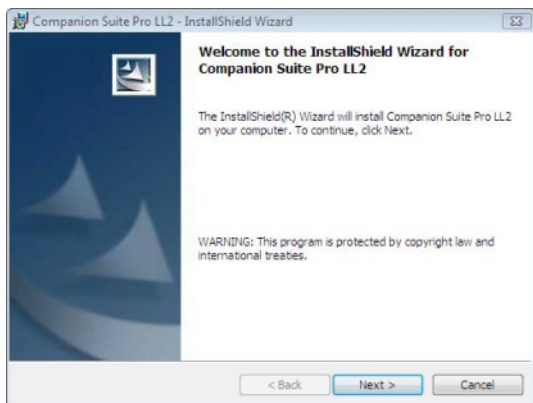 Companion Suite Pro LL2 - InstallShield Wizard
Welcome to the InstallShield Wizard for
Companion Suite Pro LL2
The InstallShield(R) Wizard will install Companion Suite Pro LL2
on your computer. To continue, click Next.
WARNING: This program is protected by copyright law and
international treaties.
< Back
Next >
Cancel